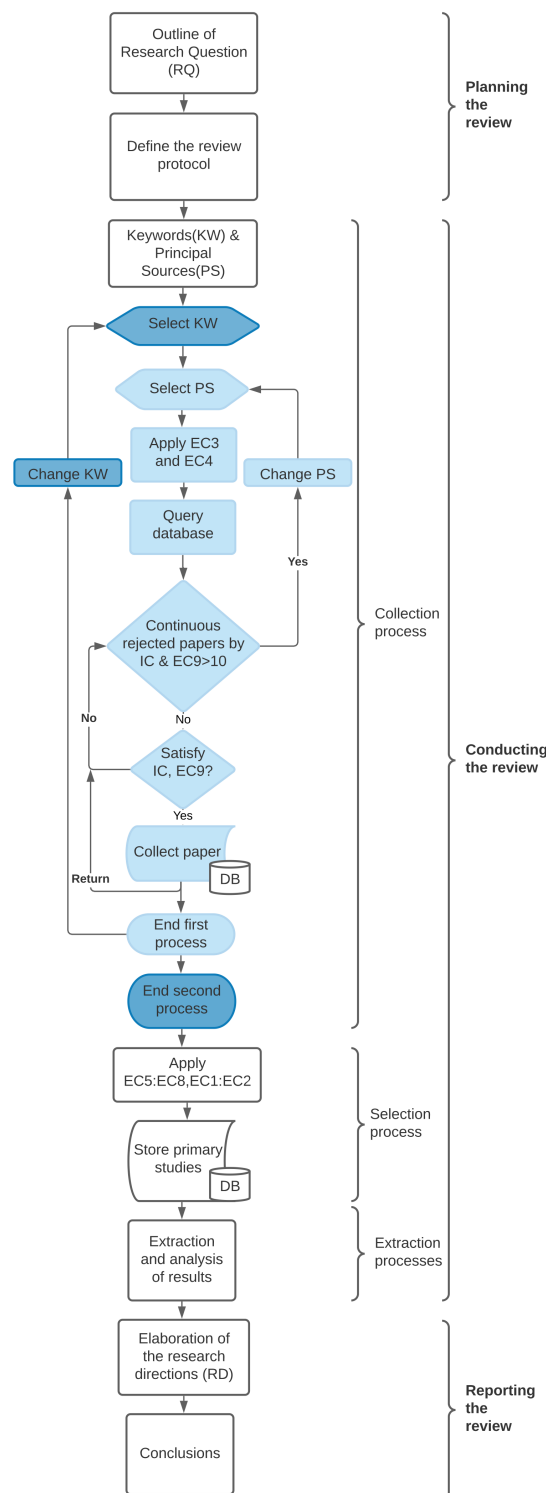 Outline of
Research Question
(RQ)
Planning
the
review
Define the review
protocol
Keywords(KW) &
Principal
Sources(PS)
Select KW
Select PS
Apply EC3
and EC4
Change KW
Change PS
Query
database
Yes
Continuous
rejected papers by
IC & EC9>10
Collection
process
No
No
Satisfy
IC, EC9?
Conducting
the review
Yes
Collect paper
DB
Return
End first
process
End second
process
Apply
EC5:EC8,EC1:EC2
Selection
process
Store primary
studies
DB
Extraction
and analysis
of results
Extraction
processes
Elaboration of
the research
directions (RD)
Reporting
the
review
Conclusions